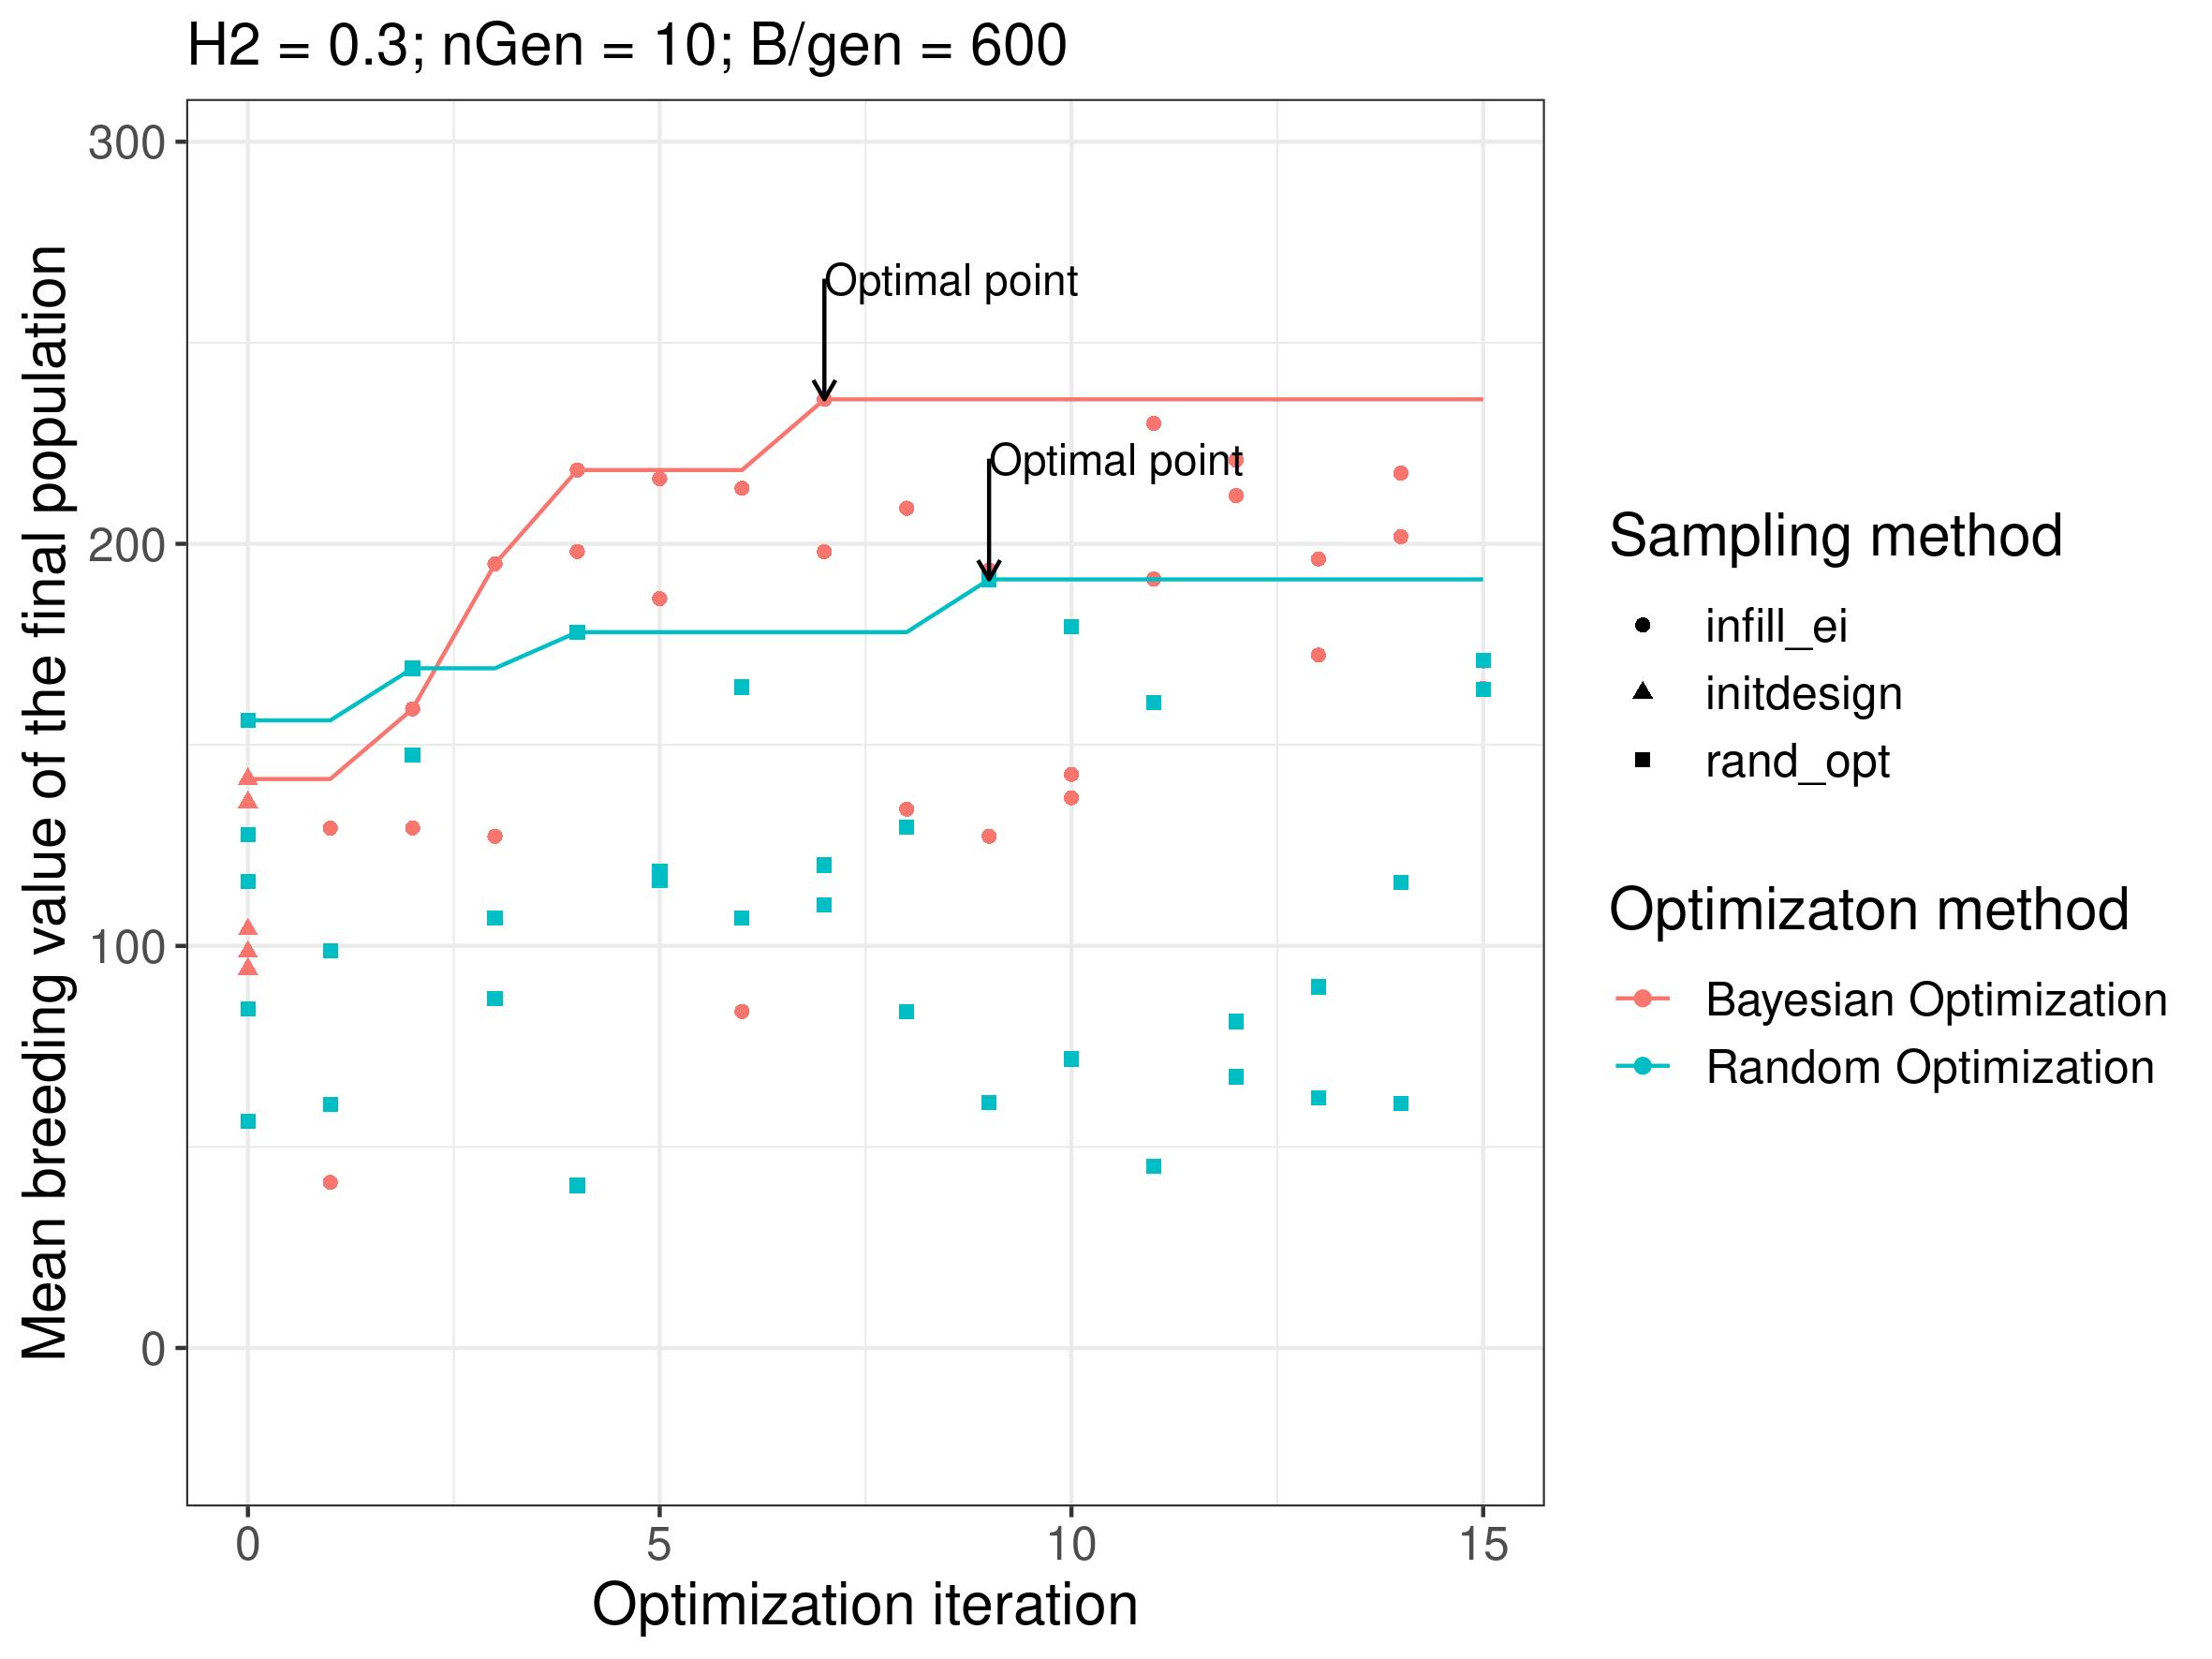 H2 = 0.3; nGen = 10; B/gen = 600
Mean breeding value of the final population
300
200
100
0
Optimal point
Optimal point
0
5
10
15
Optimization iteration
Sampling method
infill_ei
initdesign
rand_opt
Optimizaton method
Bayesian Optimization
Random Optimization